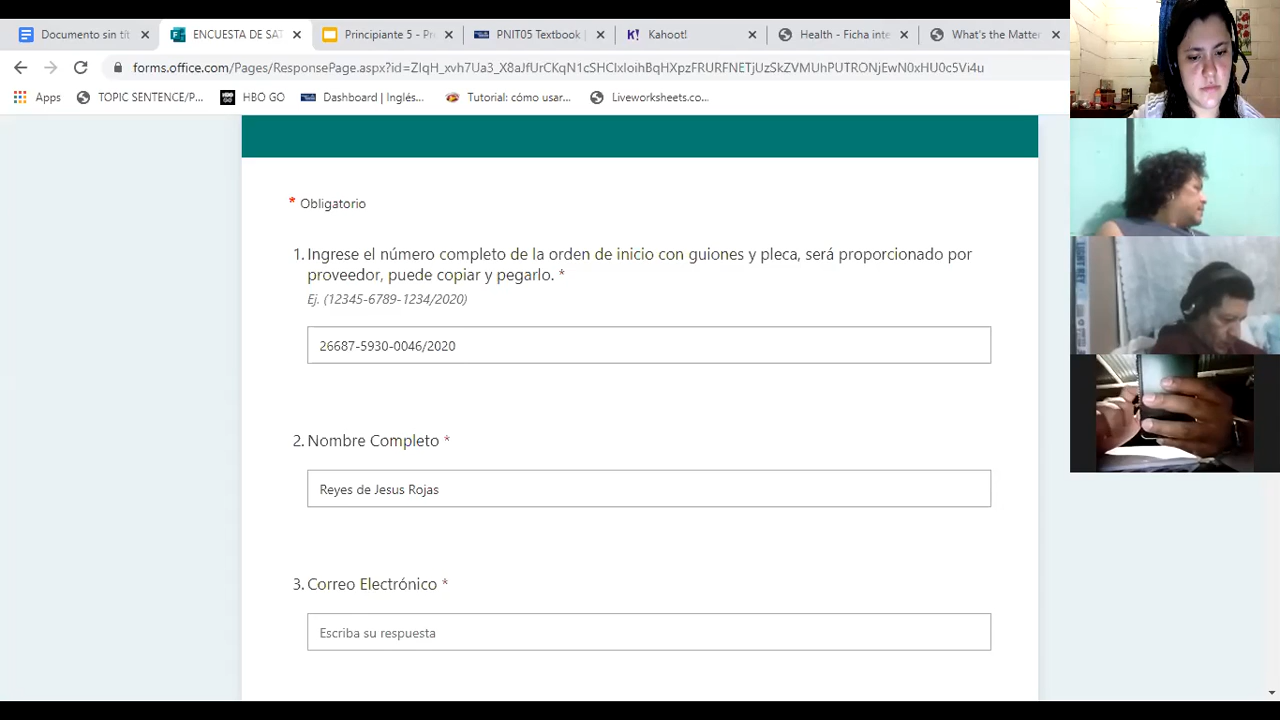 Documento sin tít
ENCUESTA DE SAT
Principiante 5 - Pr
PNIT05 Textbook
Kahoot!
Health - Ficha inte
What's the Matter
forms.office.com/Pages/ResponsePage.aspx?id=
Apps
TOPIC SENTENCE/P...
HBO GO
Dashboard | Inglés...
Tutorial: cómo usar...
Liveworksheets.co...
* Obligatorio
1. Ingrese el número completo de la orden de inicio con guiones y pleca, será proporcionado por
proveedor, puede copiar y pegarlo. *
Ej. (12345-6789-1234/2020)
26687-5930-0046/2020
2. Nombre Completo *
Reyes de Jesus Rojas
3. Correo Electrónico *
Escriba su respuesta